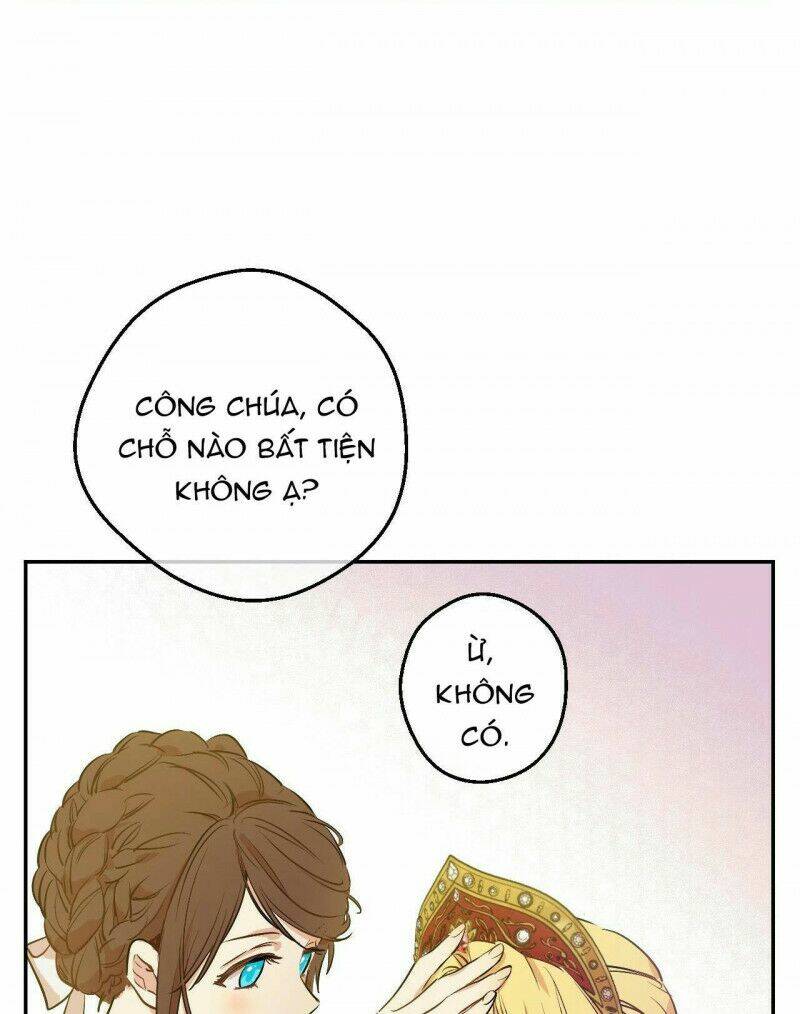 CÔNG CHÚA, CÓ
CHỖ NÀO BẤT TIỆN
KHÔNG Ạ?
Ừ,
KHÔNG
CÓ.